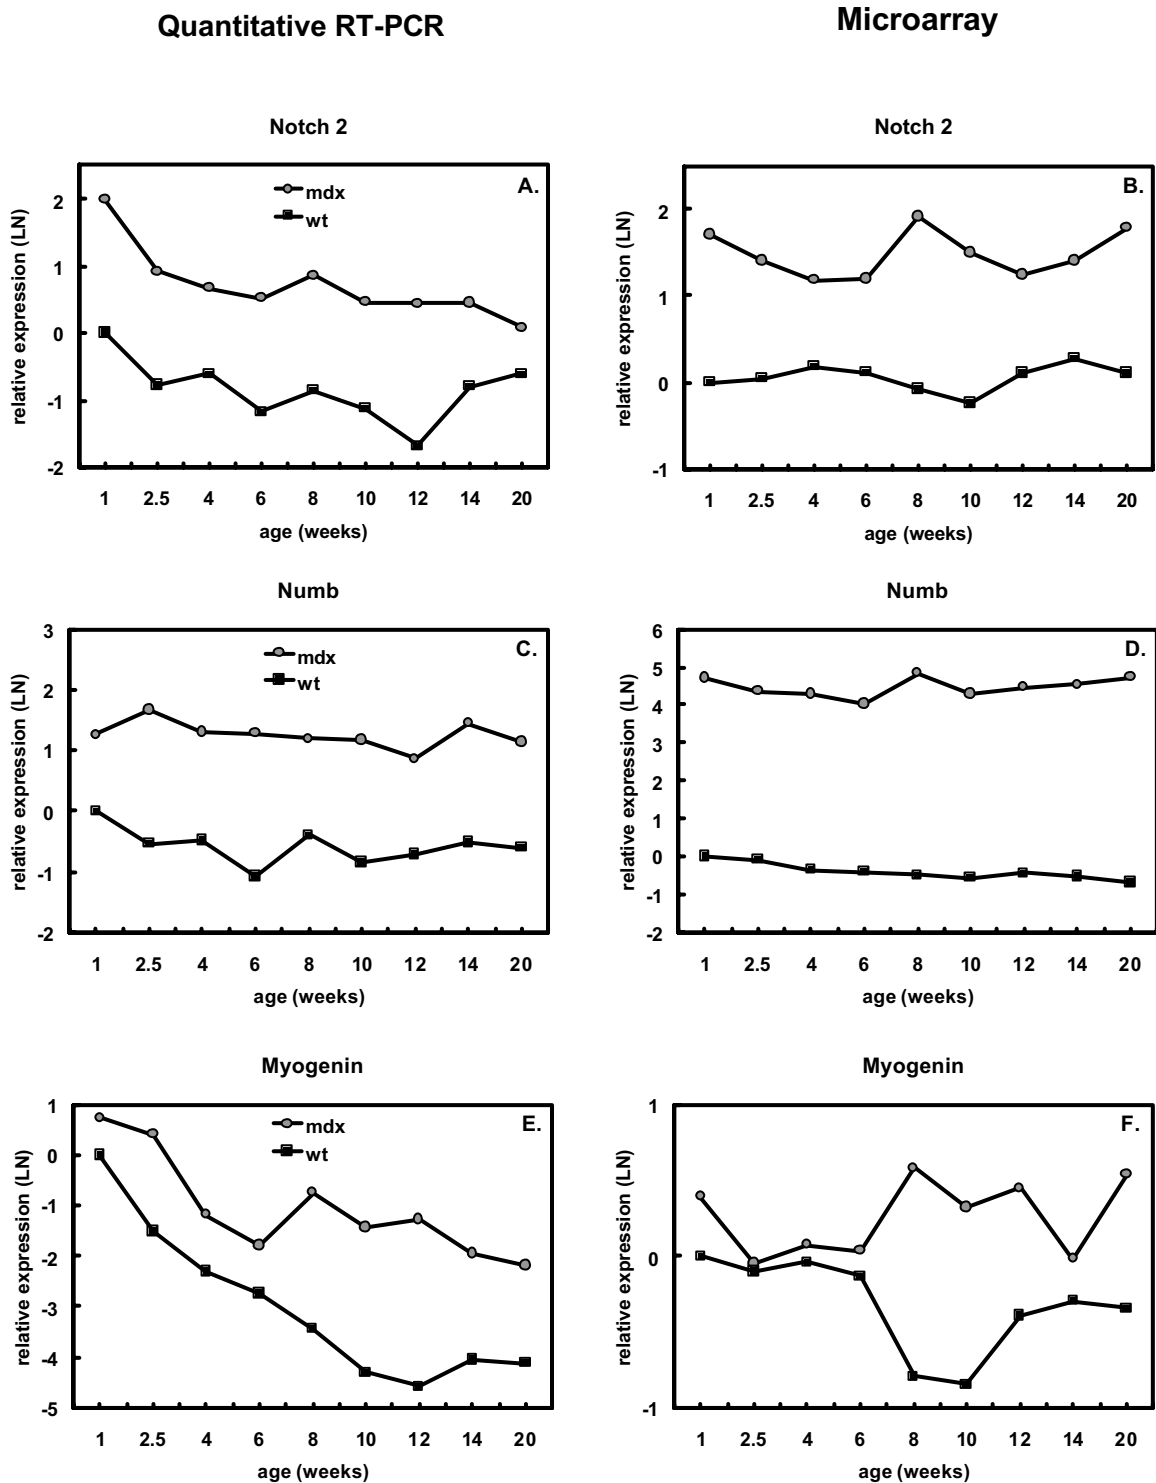 Quantitative RT-PCR
Microarray
Notch 2
A.
mdx
wt
relative expression (LN)
2
1
0
-1
-2
1 2.5 4 6 8 10 12 14 20
age (weeks)
Notch 2
B.
relative expression (LN)
2
1
0
-1
1 2.5 4 6 8 10 12 14 20
age (weeks)
Numb
C.
mdx
wt
relative expression (LN)
3
2
1
0
-1
-2
1 2.5 4 6 8 10 12 14 20
age (weeks)
Numb
D.
relative expression (LN)
6
5
4
3
2
1
0
-1
-2
1 2.5 4 6 8 10 12 14 20
age (weeks)
Myogenin
E.
mdx
wt
relative expression (LN)
1
0
-1
-2
-3
-4
-5
1 2.5 4 6 8 10 12 14 20
age (weeks)
Myogenin
F.
relative expression (LN)
1
0
-1
1 2.5 4 6 8 10 12 14 20
age (weeks)